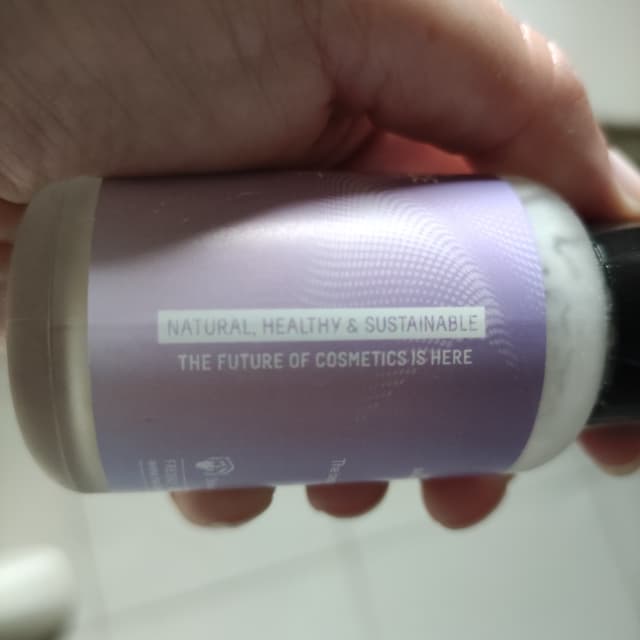 NATURAL, HEALTHY & SUSTAINABLE
THE FUTURE OF COSMETICS IS HERE